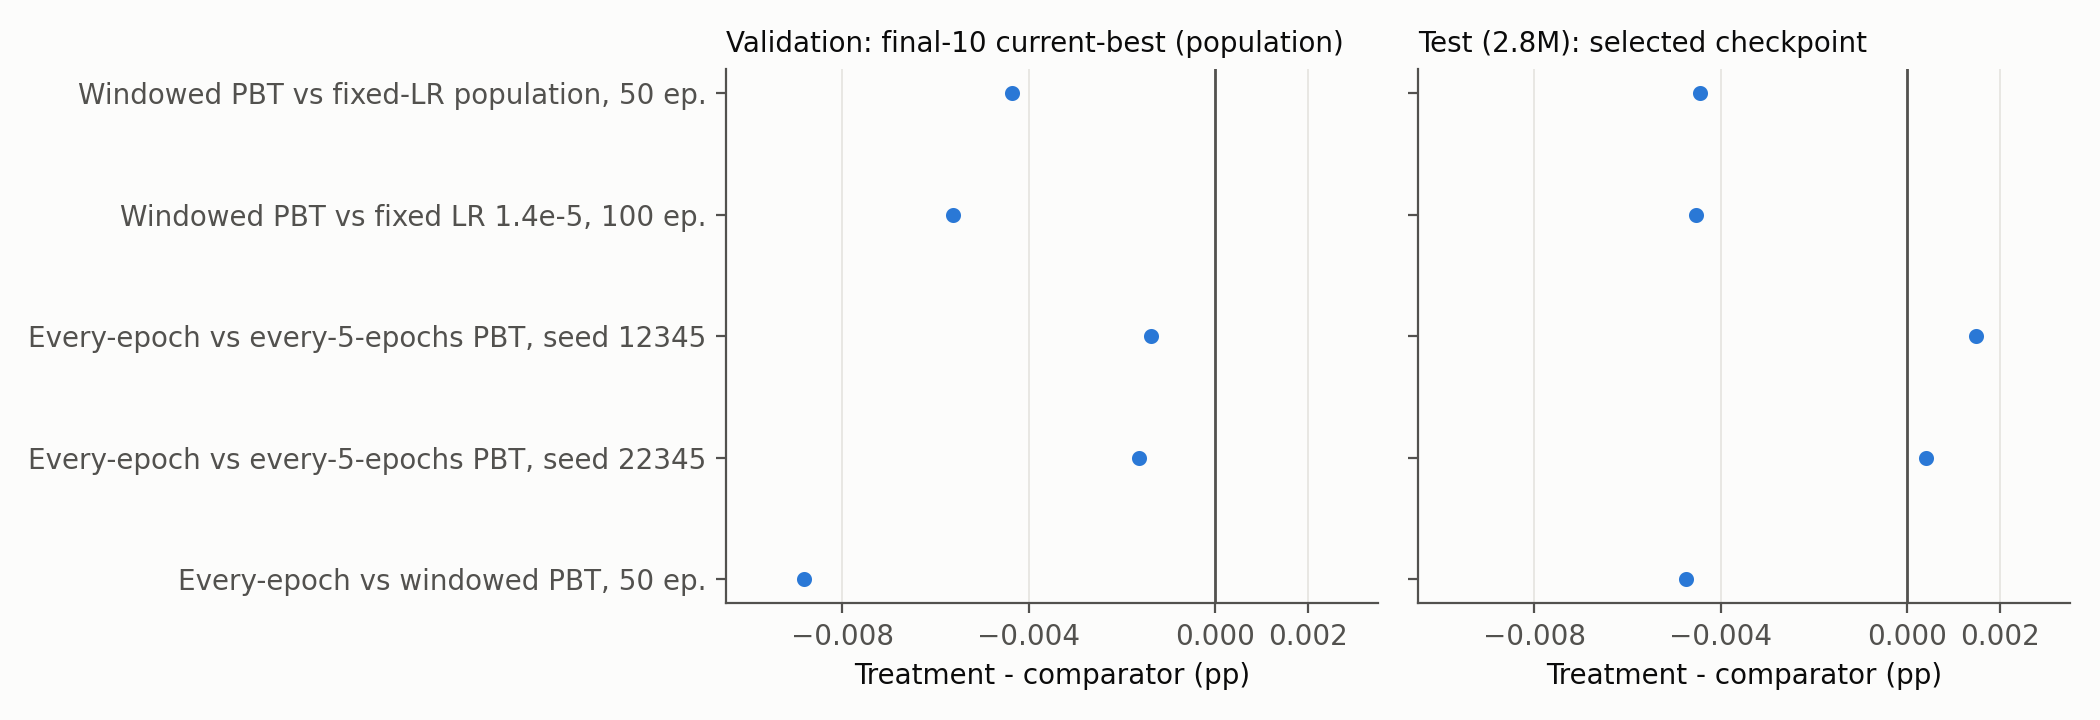 Validation: final-10 current-best (population)
Test (2.8M): selected checkpoint
Windowed PBT vs fixed-LR population, 50 ep.
Windowed PBT vs fixed LR 1.4e-5, 100 ep.
Every-epoch vs every-5-epochs PBT, seed 12345
Every-epoch vs every-5-epochs PBT, seed 22345
Every-epoch vs windowed PBT, 50 ep.
−0.008 −0.004 0.000 0.002
−0.008 −0.004 0.000 0.002
Treatment - comparator (pp)
Treatment - comparator (pp)